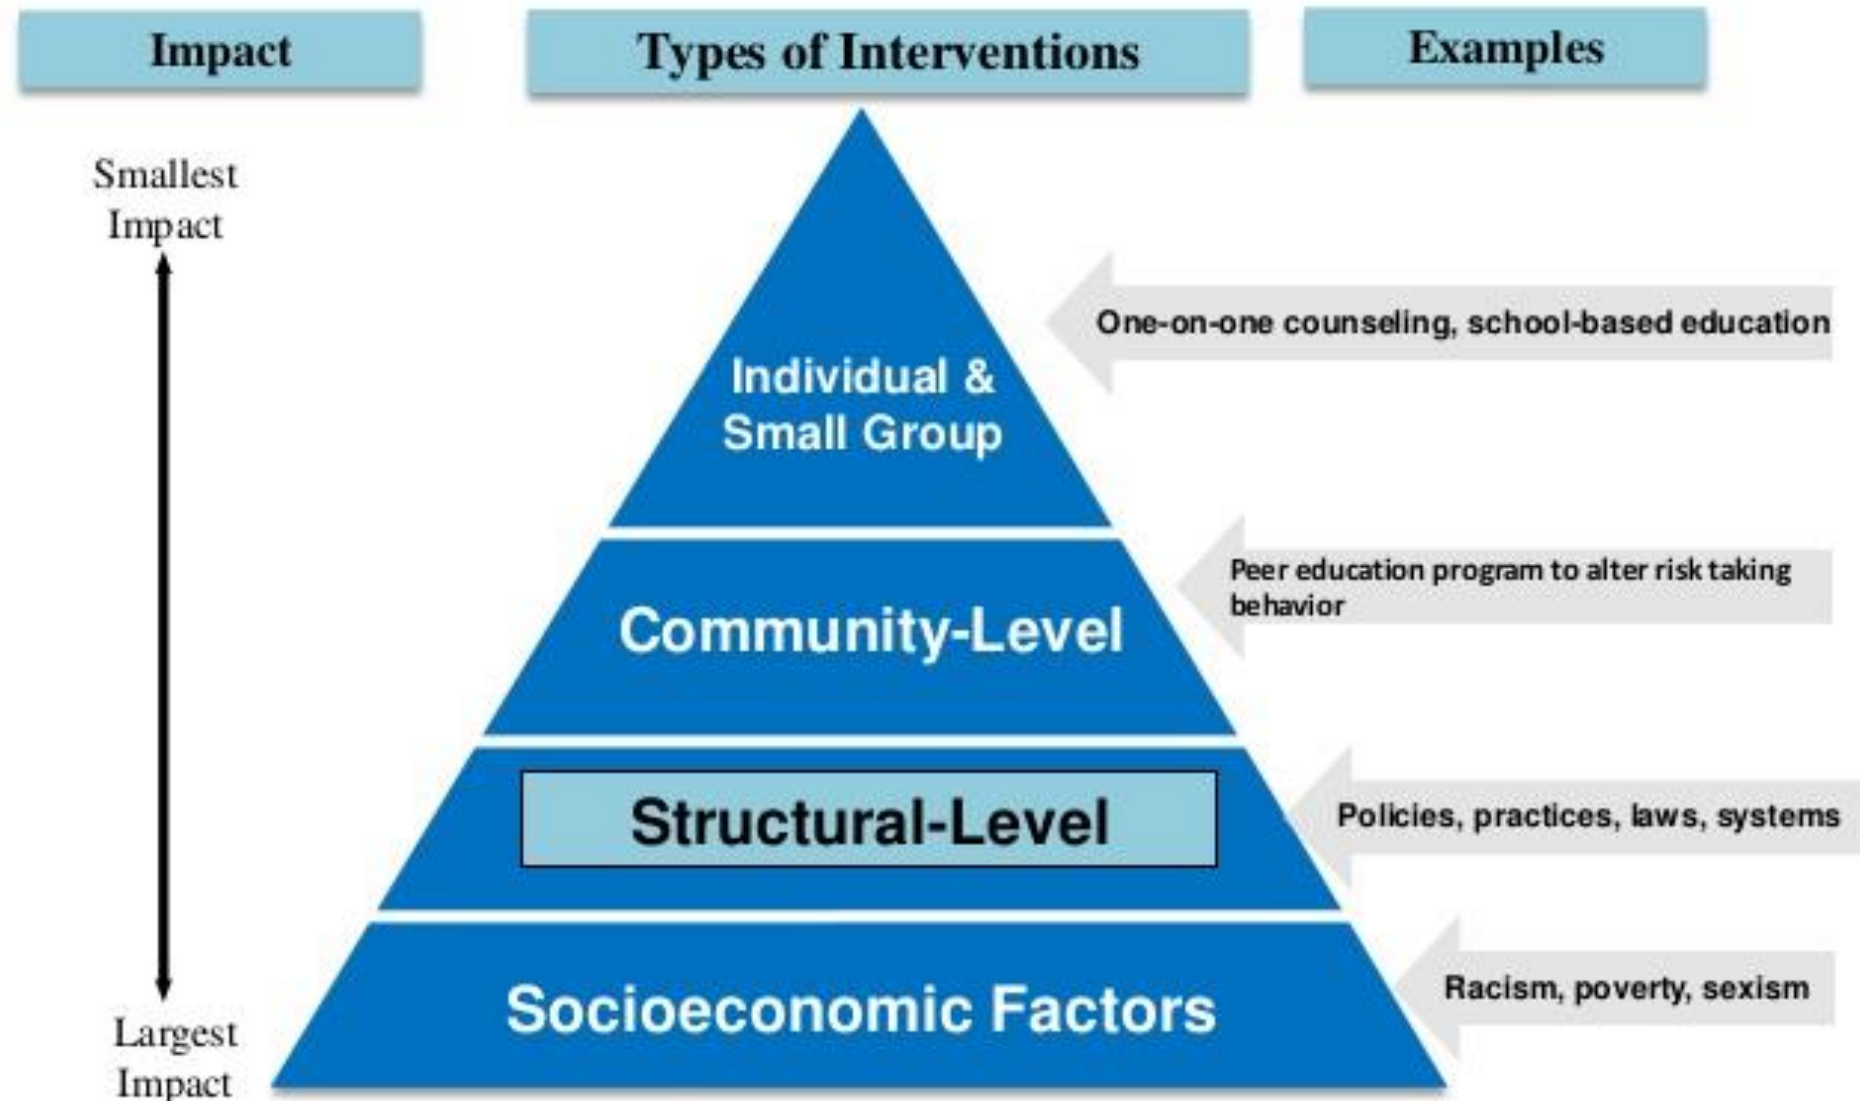 Impact
Types of Interventions
Examples
Smallest
Impact
One-on-one counseling, school-based education
Individual &
Small Group
Peer education program to alter risk taking
behavior
Community-Level
Structural-Level
Policies, practices, laws, systems
Socioeconomic Factors
Racism, poverty, sexism
Largest
Impact